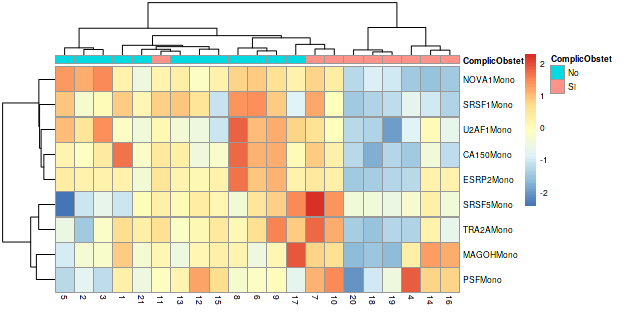 ComplicObstet
NOVA1Mono
SRSF1Mono
U2AF1Mono
CA150Mono
ESRP2Mono
SRSF5Mono
TRA2AMono
MAGOHMono
PSFMono
5 2 3 1 21 11 13 12 15 8 6 9 17 7 10 20 18 19 4 14 16
2
1
0
-1
-2
ComplicObstet
No
Si